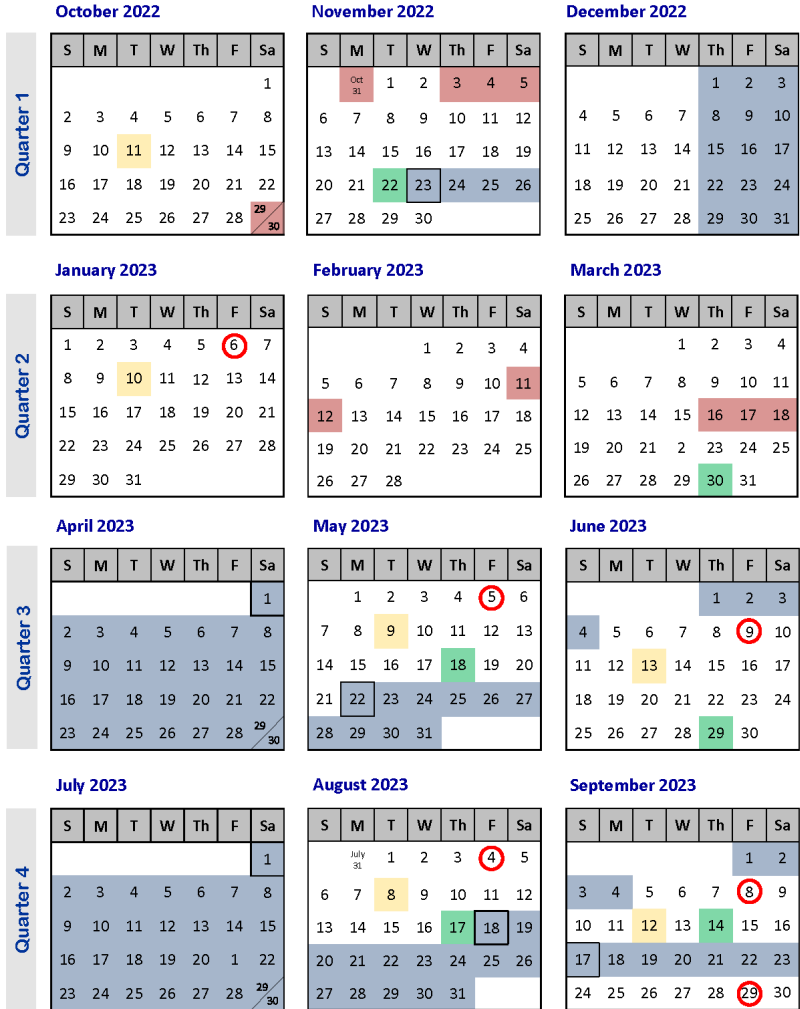 Quarter 1
October 2022
S M T W Th F Sa
1
2 3 4 5 6 7 8
9 10 11 12 13 14 15
16 17 18 19 20 21 22
23 24 25 26 27 28 29 30
November 2022
S M T W Th F Sa
Oct 31 1 2 3 4 5
6 7 8 9 10 11 12
13 14 15 16 17 18 19
20 21 22 23 24 25 26
27 28 29 30
December 2022
S M T W Th F Sa
1 2 3
4 5 6 7 8 9 10
11 12 13 14 15 16 17
18 19 20 21 22 23 24
25 26 27 28 29 30 31
Quarter 2
January 2023
S M T W Th F Sa
1 2 3 4 5 6 7
8 9 10 11 12 13 14
15 16 17 18 19 20 21
22 23 24 25 26 27 28
29 30 31
February 2023
S M T W Th F Sa
1 2 3 4
5 6 7 8 9 10 11
12 13 14 15 16 17 18
19 20 21 22 23 24 25
26 27 28
March 2023
S M T W Th F Sa
1 2 3 4
5 6 7 8 9 10 11
12 13 14 15 16 17 18
19 20 21 2 23 24 25
26 27 28 29 30 31
Quarter 3
April 2023
S M T W Th F Sa
1
2 3 4 5 6 7 8
9 10 11 12 13 14 15
16 17 18 19 20 21 22
23 24 25 26 27 28 29 30
May 2023
S M T W Th F Sa
1 2 3 4 5 6
7 8 9 10 11 12 13
14 15 16 17 18 19 20
21 22 23 24 25 26 27
28 29 30 31
June 2023
S M T W Th F Sa
1 2 3
4 5 6 7 8 9 10
11 12 13 14 15 16 17
18 19 20 21 22 23 24
25 26 27 28 29 30
Quarter 4
July 2023
S M T W Th F Sa
1
2 3 4 5 6 7 8
9 10 11 12 13 14 15
16 17 18 19 20 1 22
23 24 25 26 27 28 29 30
August 2023
S M T W Th F Sa
July 31 1 2 3 4 5
6 7 8 9 10 11 12
13 14 15 16 17 18 19
20 21 22 23 24 25 26
27 28 29 30 31
September 2023
S M T W Th F Sa
1 2
3 4 5 6 7 8 9
10 11 12 13 14 15 16
17 18 19 20 21 22 23
24 25 26 27 28 29 30